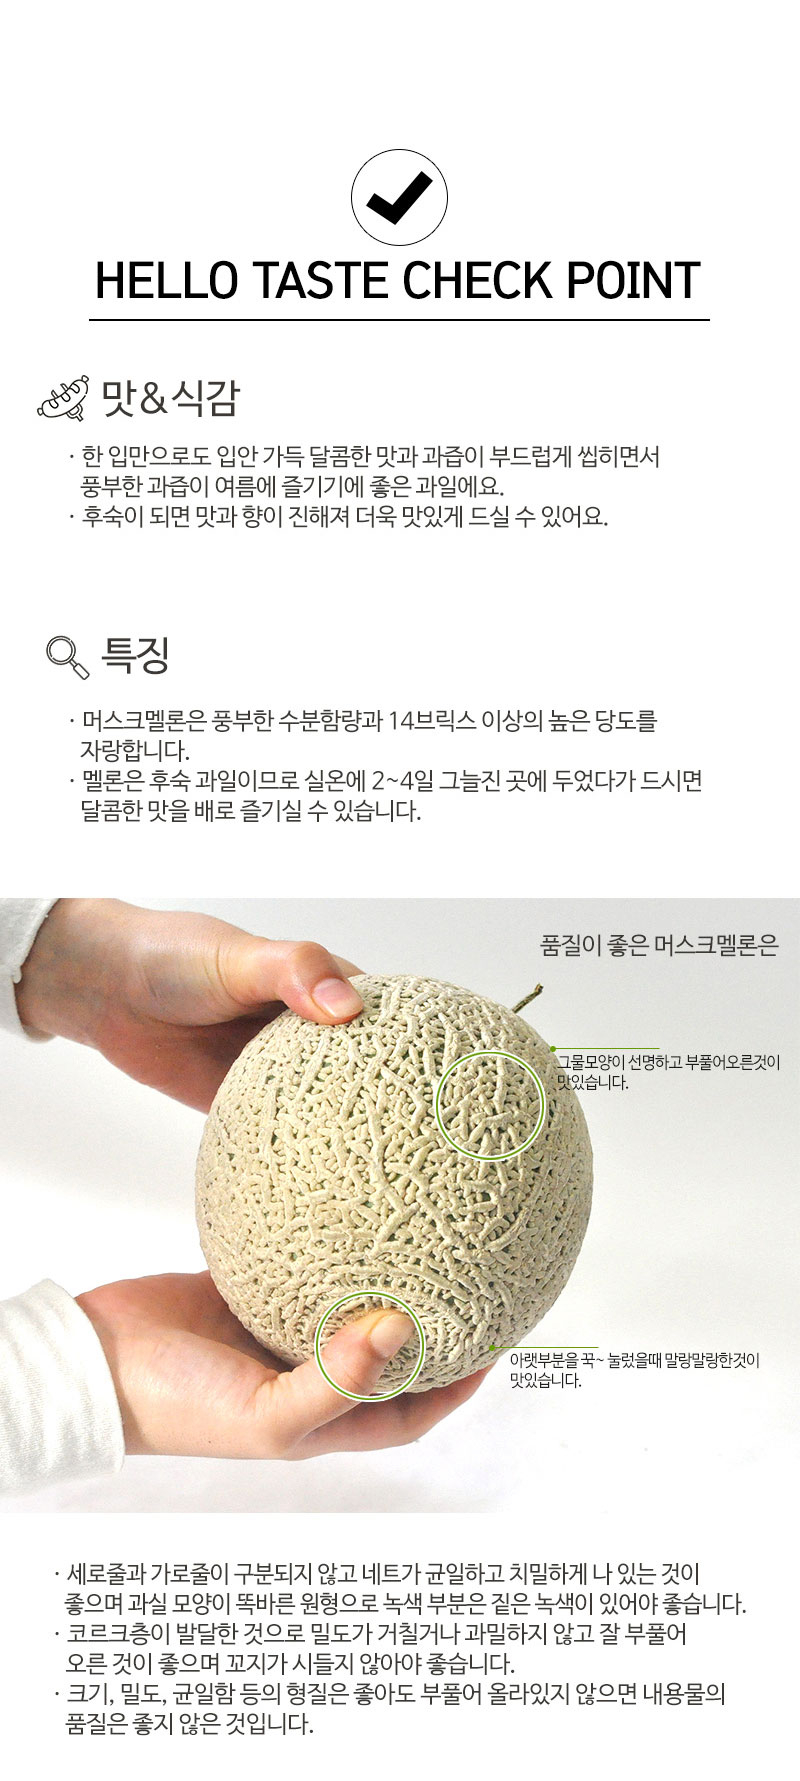 HELLO TASTE CHECK POINT
맛&식감
· 한 입만으로도 입안 가득 달콤한 맛과 과즙이 부드럽게 씹히면서
풍부한 과즙이 여름에 즐기기에 좋은 과일에요.
· 후숙이 되면 맛과 향이 진해져 더욱 맛있게 드실 수 있어요.
특징
· 머스크멜론은 풍부한 수분함량과 14브릭스 이상의 높은 당도를
자랑합니다.
· 멜론은 후숙 과일이므로 실온에 2~4일 그늘진 곳에 두었다가 드시면
달콤한 맛을 배로 즐기실 수 있습니다.
품질이 좋은 머스크멜론은
그물모양이 선명하고 부풀어오른것이
맛있습니다.
아랫부분을 꾹~ 눌렀을때 말랑말랑한것이
맛있습니다.
· 세로줄과 가로줄이 구분되지 않고 네트가 균일하고 치밀하게 나 있는 것이
좋으며 과실 모양이 똑바른 원형으로 녹색 부분은 짙은 녹색이 있어야 좋습니다.
· 코르크층이 발달한 것으로 밀도가 거칠거나 과밀하지 않고 잘 부풀어
오른 것이 좋으며 꼬지가 시들지 않아야 좋습니다.
· 크기, 밀도, 균일함 등의 형질은 좋아도 부풀어 올라있지 않으면 내용물의
품질은 좋지 않은 것입니다.